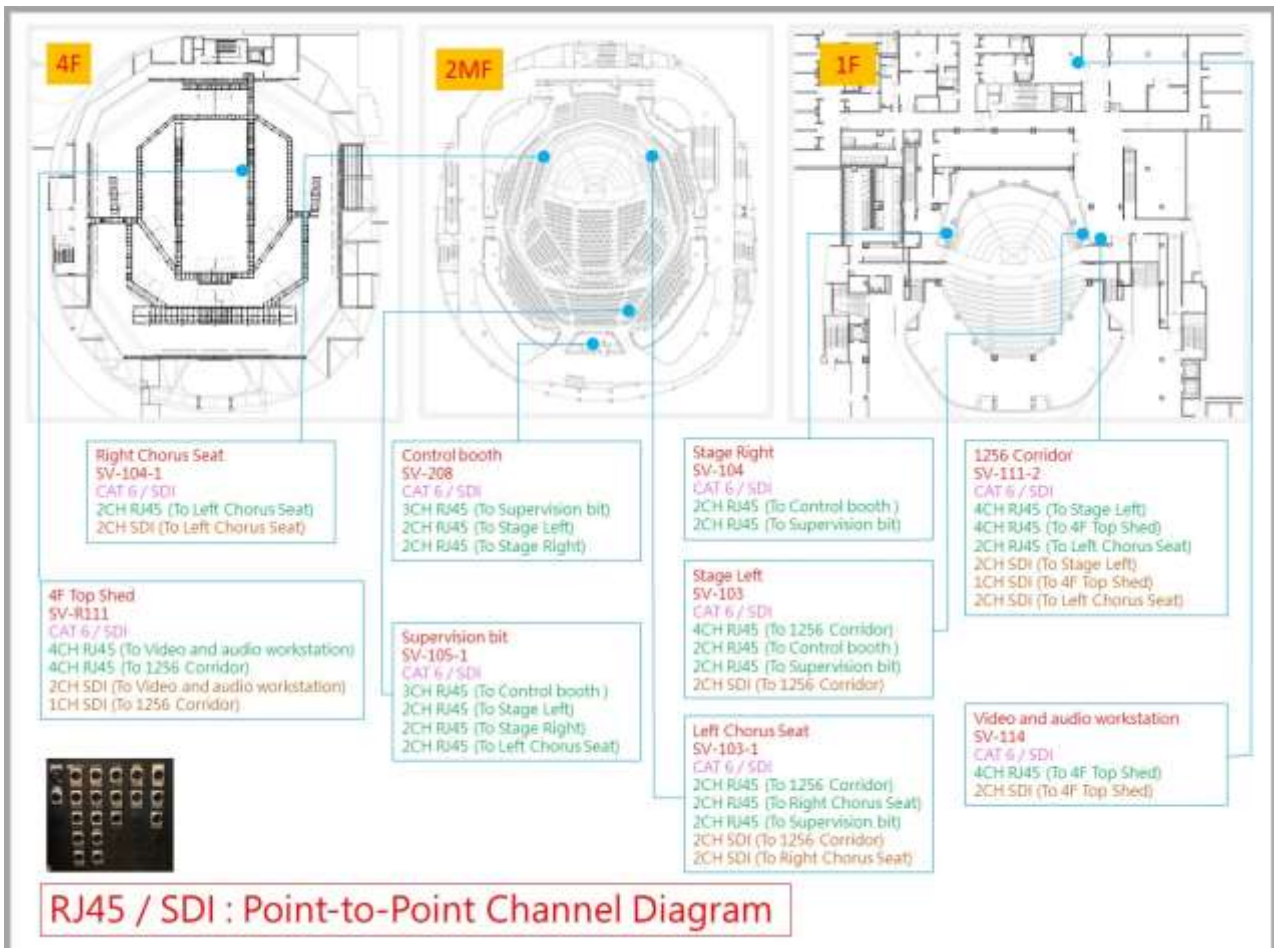 4F
2MF
1F
Right Chorus Seat
SV-104-1
CAT 6 / SDI
2CH RJ45 (To Left Chorus Seat)
2CH SDI (To Left Chorus Seat)
4F Top Shed
SV-R111
CAT 6 / SDI
4CH RJ45 (To Video and audio workstation)
4CH RJ45 (To 1256 Corridor)
2CH SDI (To Video and audio workstation)
1CH SDI (To 1256 Corridor)
Control booth
SV-208
CAT 6 / SDI
3CH RJ45 (To Supervision bit)
2CH RJ45 (To Stage Left)
2CH RJ45 (To Stage Right)
Supervision bit
SV-105-1
CAT 6 / SDI
3CH RJ45 (To Control booth )
2CH RJ45 (To Stage Left)
2CH RJ45 (To Stage Right)
2CH RJ45 (To Left Chorus Seat)
Stage Right
SV-104
CAT 6 / SDI
2CH RJ45 (To Control booth )
2CH RJ45 (To Supervision bit)
Stage Left
SV-103
CAT 6 / SDI
4CH RJ45 (To 1256 Corridor)
2CH RJ45 (To Control booth )
2CH RJ45 (To Supervision bit)
2CH SDI (To 1256 Corridor)
Left Chorus Seat
SV-103-1
CAT 6 / SDI
2CH RJ45 (To 1256 Corridor)
2CH RJ45 (To Right Chorus Seat)
2CH RJ45 (To Supervision bit)
2CH SDI (To 1256 Corridor)
2CH SDI (To Right Chorus Seat)
1256 Corridor
SV-111-2
CAT 6 / SDI
4CH RJ45 (To Stage Left)
4CH RJ45 (To 4F Top Shed)
2CH RJ45 (To Left Chorus Seat)
2CH SDI (To Stage Left)
1CH SDI (To 4F Top Shed)
2CH SDI (To Left Chorus Seat)
Video and audio workstation
SV-114
CAT 6 / SDI
4CH RJ45 (To 4F Top Shed)
2CH SDI (To 4F Top Shed)
RJ45 / SDI : Point-to-Point Channel Diagram